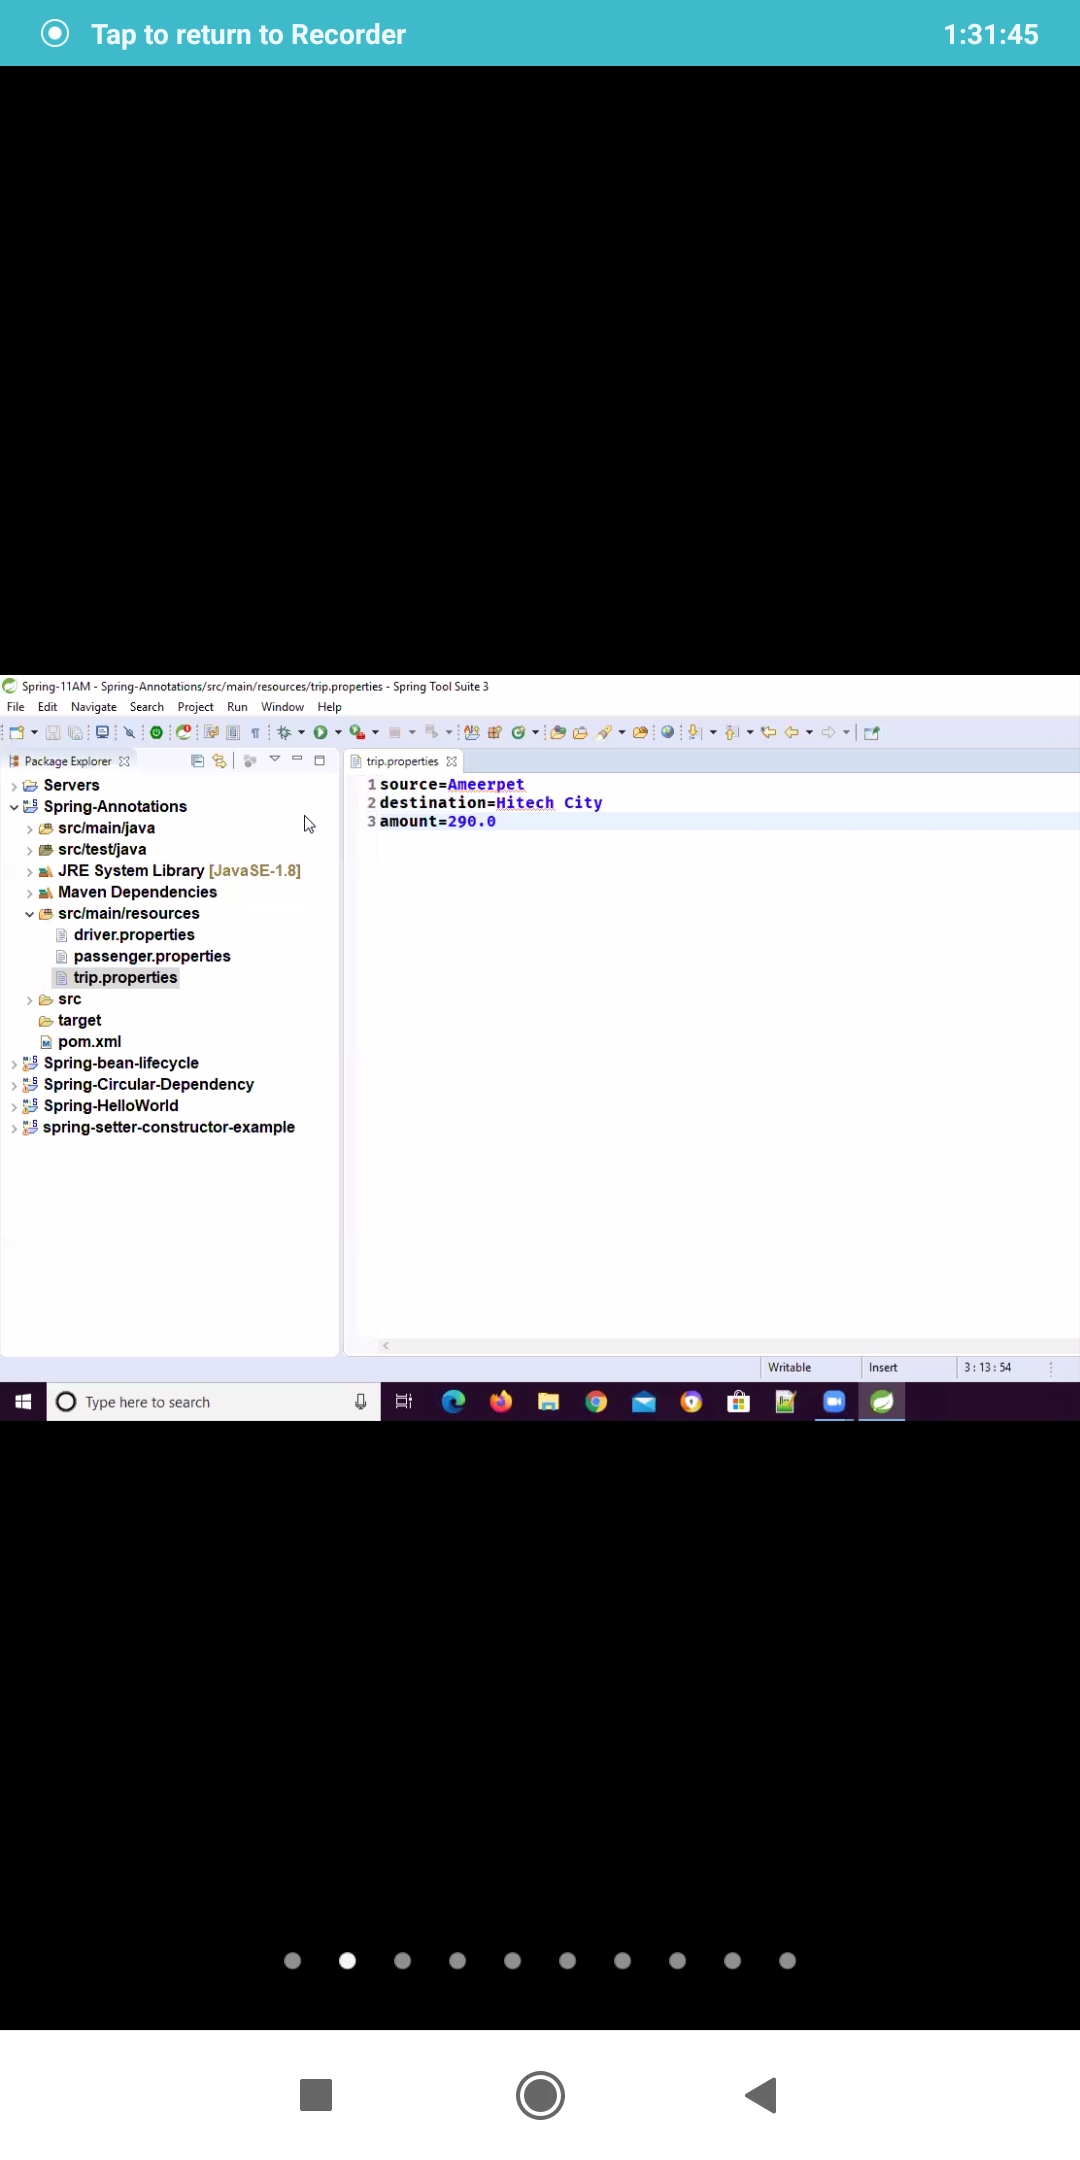 Tap to return to Recorder 1:31:45
Spring-11AM - Spring-Annotations/src/main/resources/trip.properties - Spring Tool Suite 3
File Edit Navigate Search Project Run Window Help
Package Explorer
trip.properties
Servers
Spring-Annotations
src/main/java
src/test/java
JRE System Library [JavaSE-1.8]
Maven Dependencies
src/main/resources
driver.properties
passenger.properties
trip.properties
src
target
pom.xml
Spring-bean-lifecycle
Spring-Circular-Dependency
Spring-HelloWorld
spring-setter-constructor-example
1 source=Ameerpet
2 destination=Hitech City
3 amount=290.0
Writable Insert 3 : 13 : 54
Type here to search